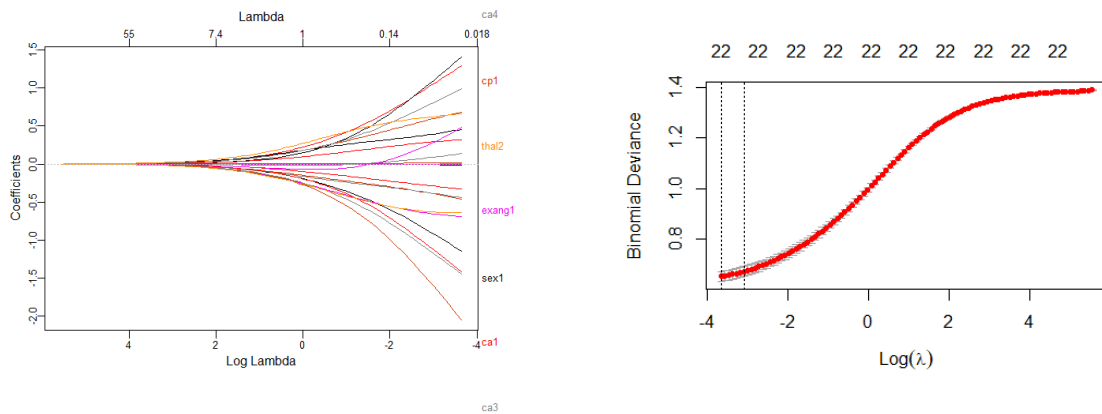 Lambda
ca4
55 7.4 1 0.14 0.018
1.5
1.0
0.5
0.0
-0.5
-1.0
-1.5
-2.0
Coefficients
cp1
thal2
exang1
sex1
ca1
4 2 0 -2 -4
Log Lambda
ca3
22 22 22 22 22 22 22 22 22 22
1.4
1.2
1.0
0.8
Binomial Deviance
-4 -2 0 2 4
Log(λ)